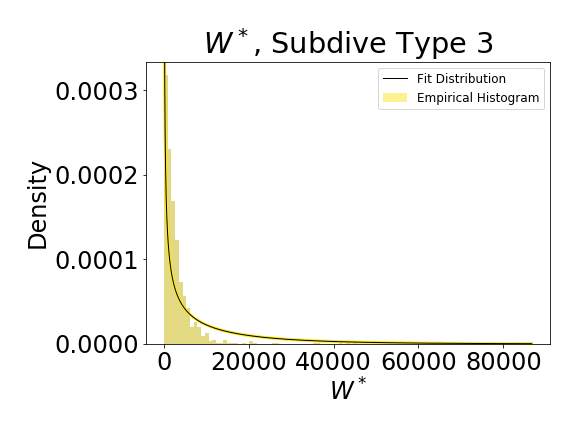 W*, Subdive Type 3
Fit Distribution
Empirical Histogram
Density
0.0003
0.0002
0.0001
0.0000
0 20000 40000 60000 80000
W*